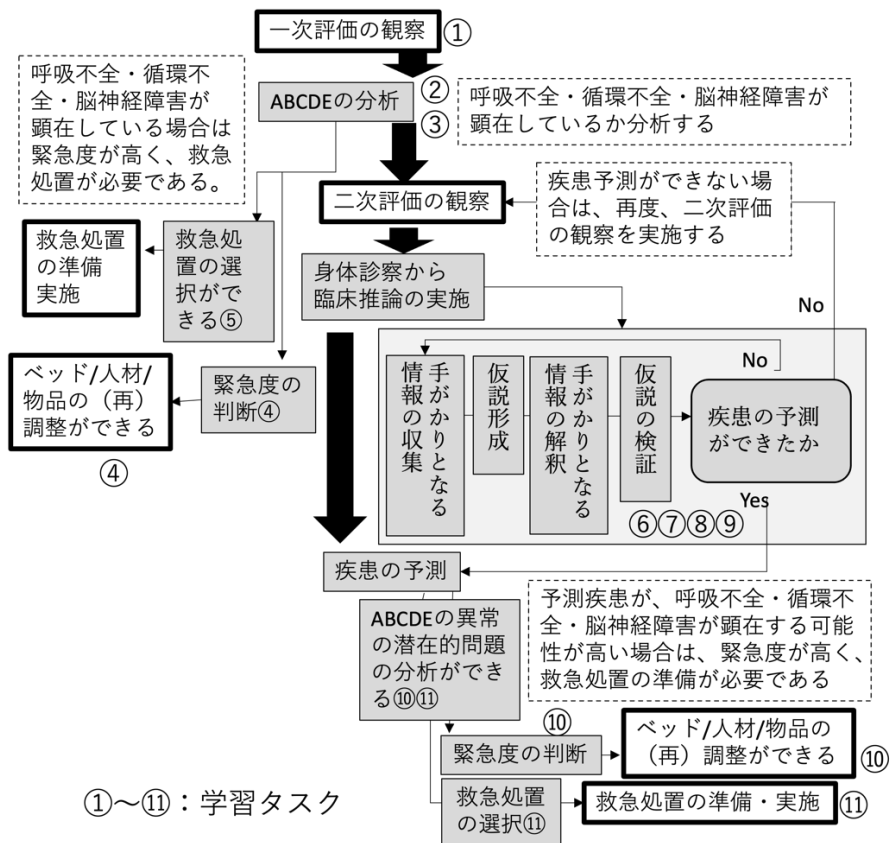 一次評価の観察
①
呼吸不全・循環不
全・脳神経障害が
顕在している場合は
緊急度が高く、救急
処置が必要である。
ABCDEの分析
②
③
呼吸不全・循環不全・脳神経障害が
顕在しているか分析する
二次評価の観察
疾患予測ができない場
合は、再度、二次評価
の観察を実施する
救急処置
の準備
実施
救急処
置の選
択がで
きる⑤
身体診察から
臨床推論の実施
No
ベッド/人材/
物品の（再）
調整ができる
④
緊急度の
判断④
No
手がかりとなる
情報の収集
仮説形成
手がかりとなる
情報の解釈
仮説の検証
疾患の予測
ができたか
Yes
⑥⑦⑧⑨
疾患の予測
ABCDEの異常
の潜在的問題
の分析ができ
る⑩⑪
予測疾患が、呼吸不全・循環不
全・脳神経障害が顕在する可能
性が高い場合は、緊急度が高く、
救急処置の準備が必要である
⑩
緊急度の判断
ベッド/人材/物品の
（再）調整ができる
⑩
救急処置
の選択⑪
救急処置の準備・実施
⑪
①～⑪：学習タスク